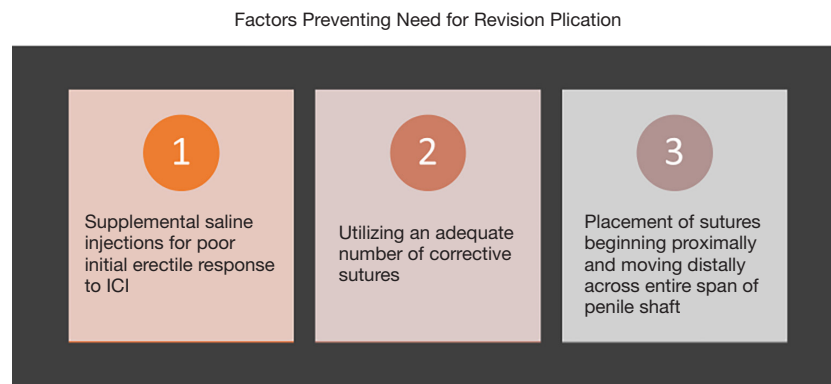 Factors Preventing Need for Revision Plication
1
Supplemental saline
injections for poor
initial erectile response
to ICI
2
Utilizing an adequate
number of corrective
sutures
3
Placement of sutures
beginning proximally
and moving distally
across entire span of
penile shaft